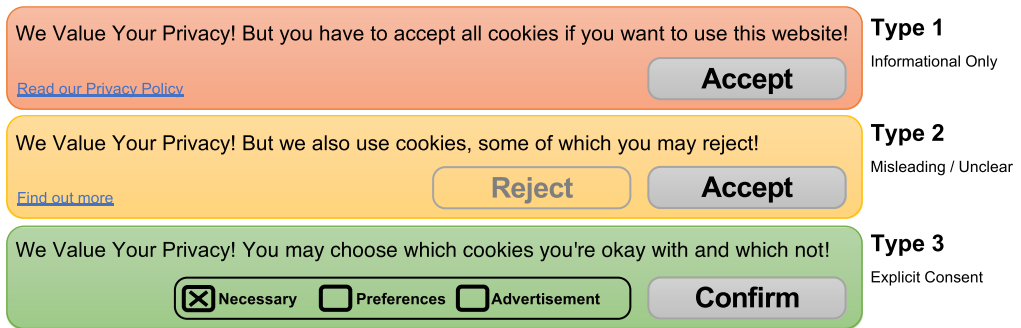 We Value Your Privacy! But you have to accept all cookies if you want to use this website!
Type 1
Informational Only
Read our Privacy Policy
Accept
We Value Your Privacy! But we also use cookies, some of which you may reject!
Type 2
Misleading / Unclear
Find out more
Reject
Accept
We Value Your Privacy! You may choose which cookies you're okay with and which not!
Type 3
Explicit Consent
Necessary
Preferences
Advertisement
Confirm